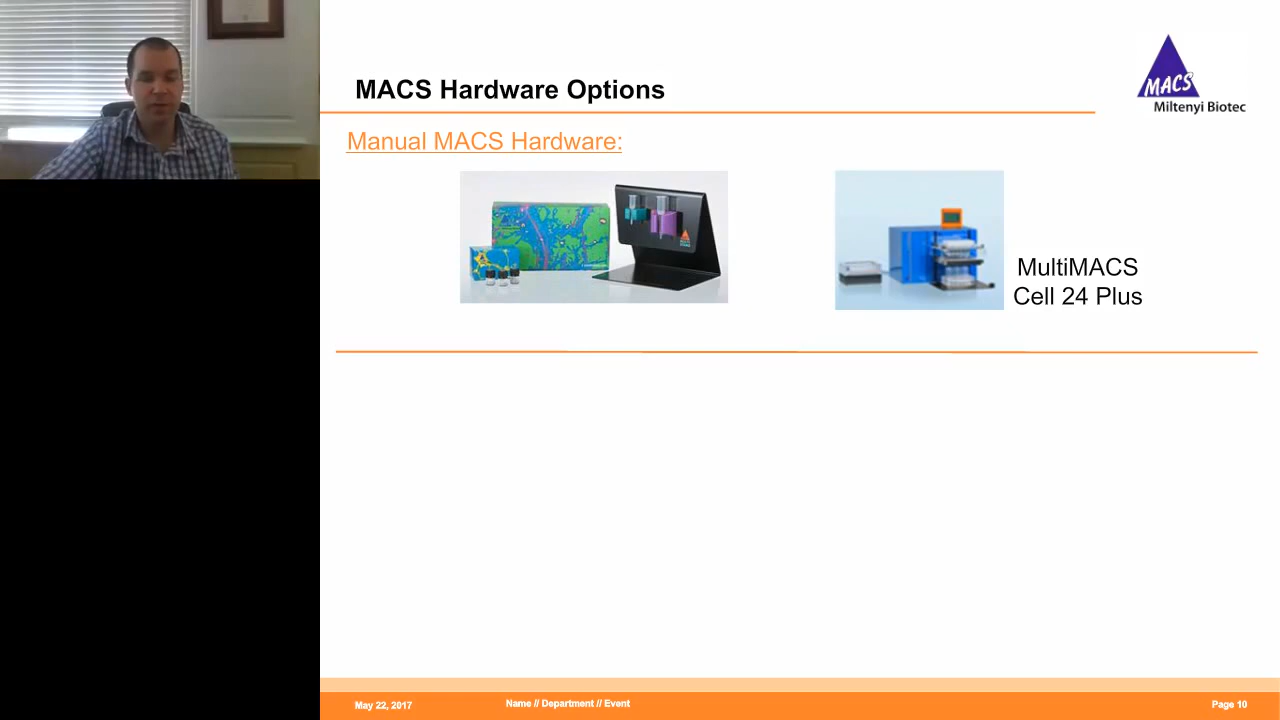 MACS Hardware Options
MACS
Miltenyi Biotec
Manual MACS Hardware:
MultiMACS
Cell 24 Plus
May 22, 2017
Name // Department // Event
Page 10